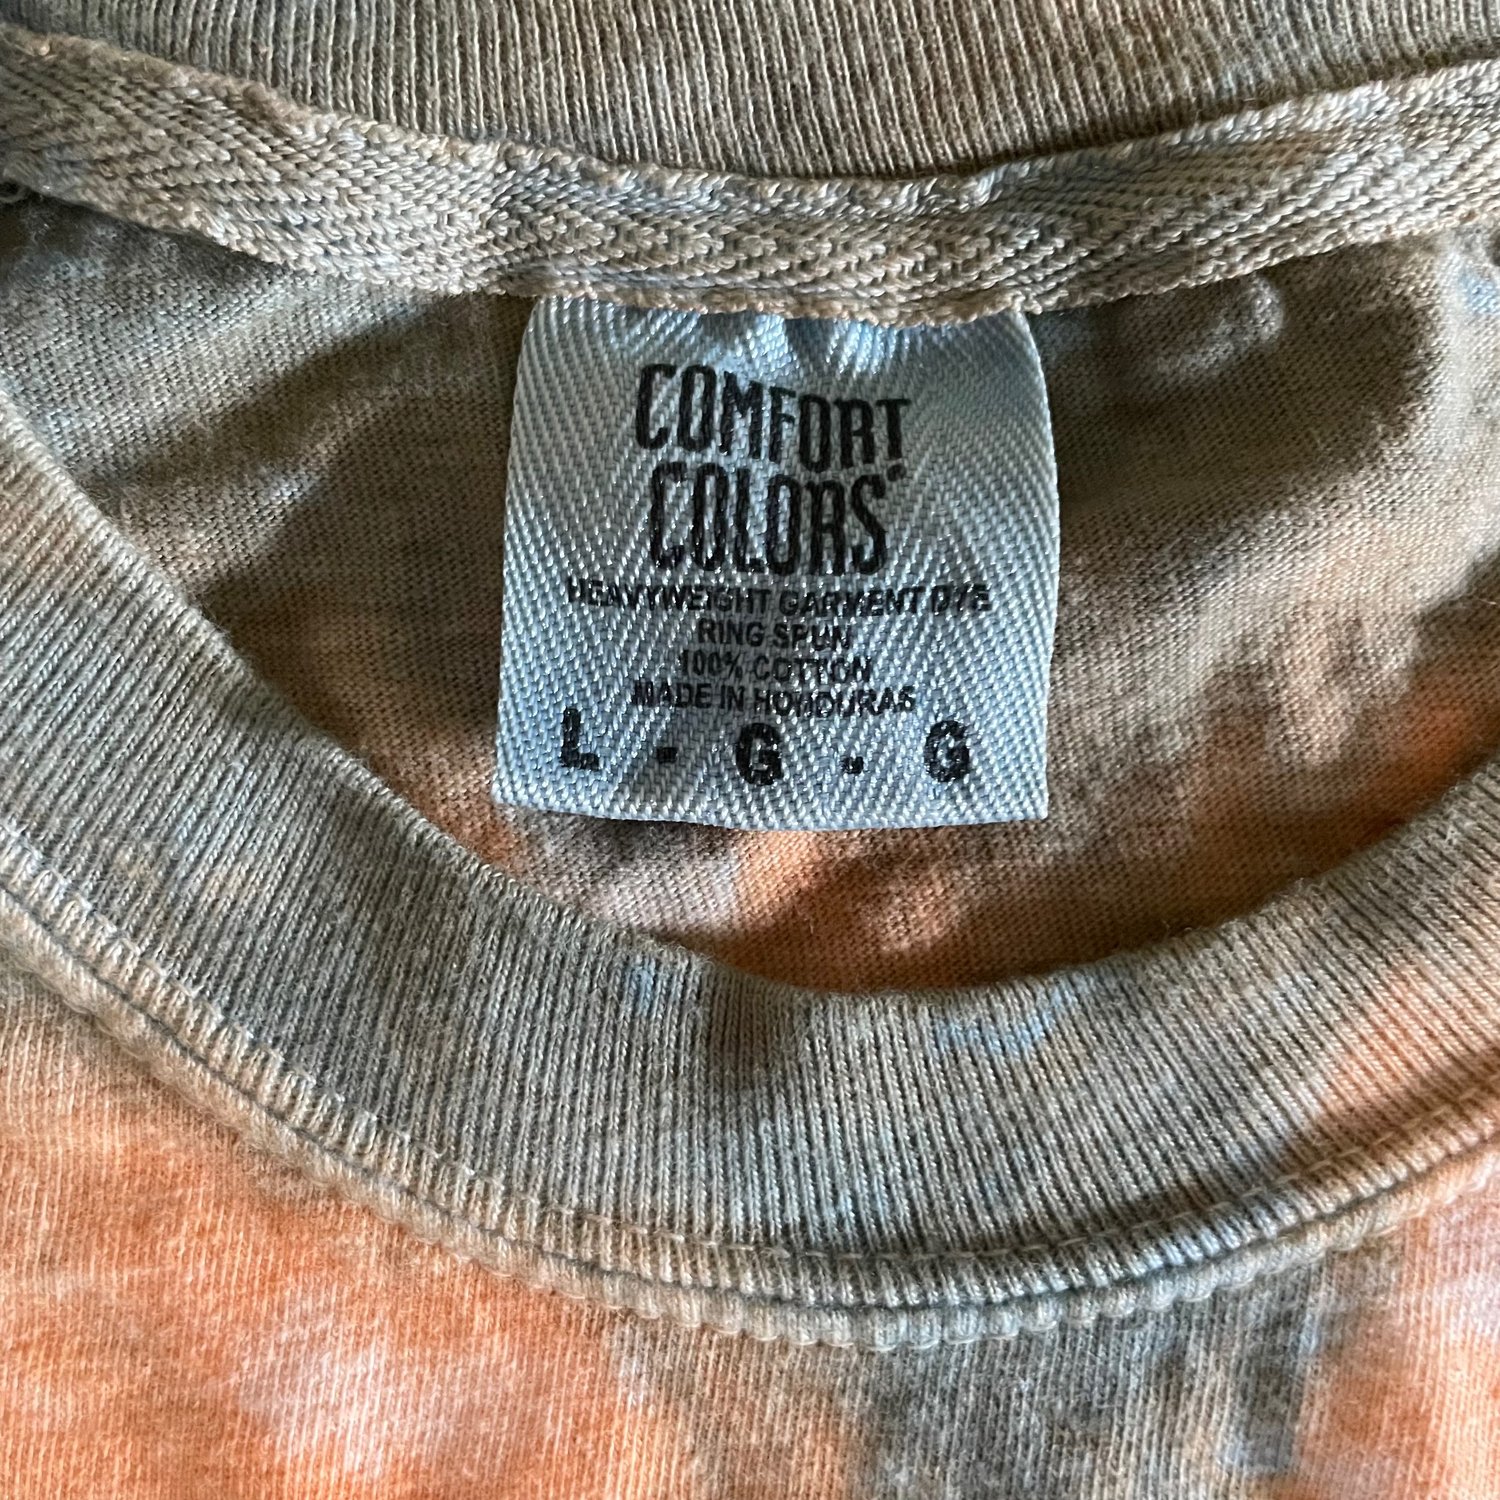 COMFORT
COLORS®
HEAVYWEIGHT GARMENT DYE
RING SPUN
100% COTTON
MADE IN HONDURAS
L - G - G